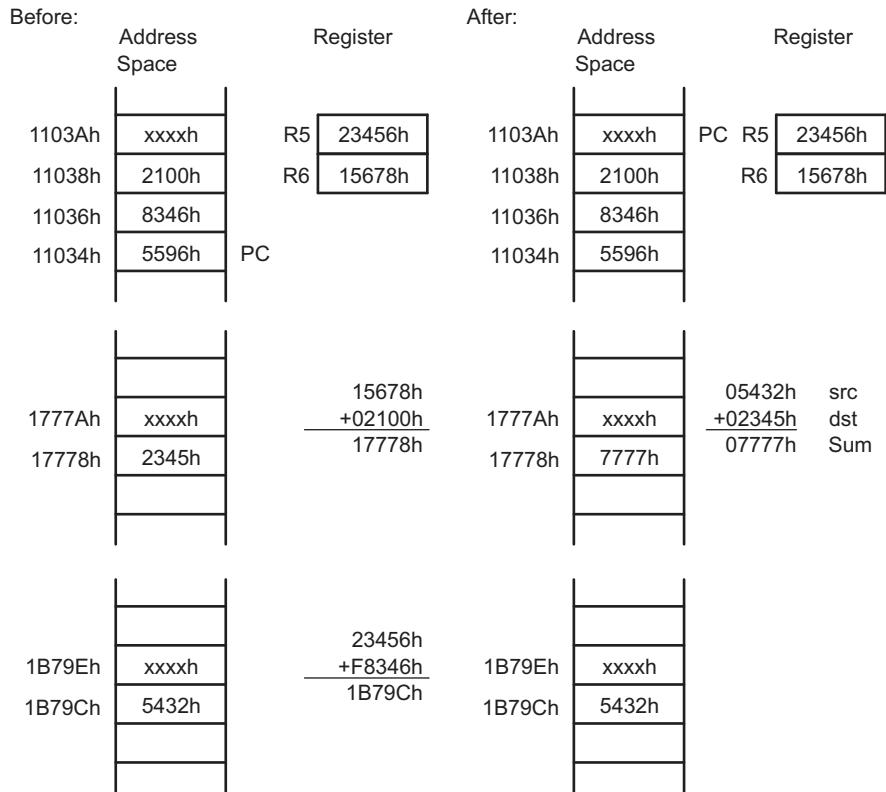 Before:
Address Space
Register
1103Ah xxxxh R5 23456h
11038h 2100h R6 15678h
11036h 8346h
11034h 5596h PC
15678h
1777Ah xxxxh +02100h
17778h 2345h 17778h
23456h
1B79Eh xxxxh +F8346h
1B79Ch 5432h 1B79Ch
After:
Address Space
Register
1103Ah xxxxh PC R5 23456h
11038h 2100h R6 15678h
11036h 8346h
11034h 5596h
05432h src
1777Ah xxxxh +02345h dst
17778h 7777h 07777h Sum
1B79Eh xxxxh
1B79Ch 5432h